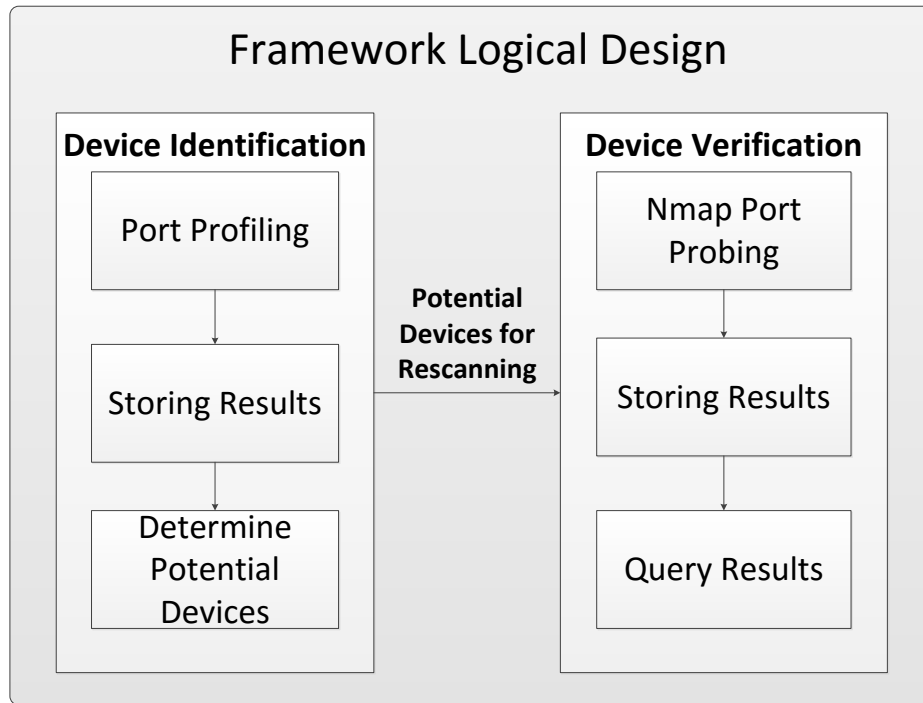 Framework Logical Design
Device Identification
Port Profiling
Storing Results
Determine
Potential
Devices
Potential
Devices for
Rescanning
Device Verification
Nmap Port
Probing
Storing Results
Query Results